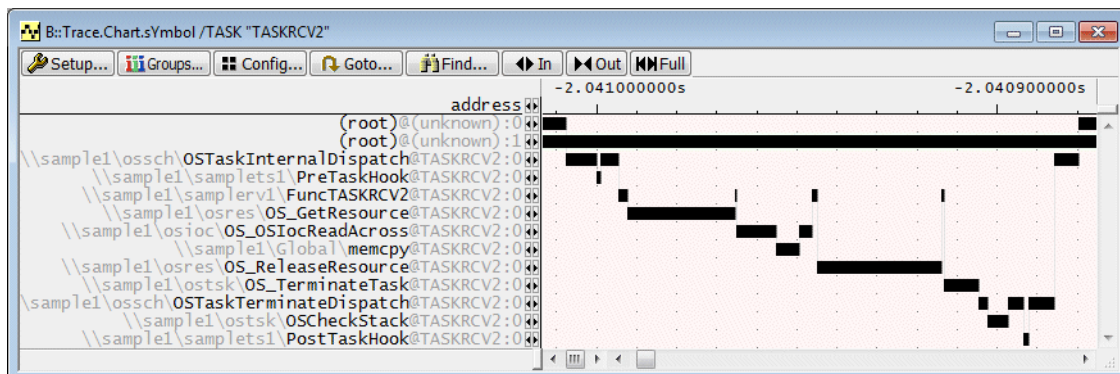 B::Trace.Chart.sYmbol /TASK "TASKRCV2"
Setup... Groups... Config... Goto... Find... In Out Full
-2.041000000s -2.040900000s
address
(root)@(unknown):0
(root)@(unknown):1
\\sample1\ossch\OSTaskInternalDispatch@TASKRCV2:0
\\sample1\samplets1\PreTaskHook@TASKRCV2:0
\\sample1\samplerv1\FuncTASKRCV2@TASKRCV2:0
\\sample1\osres\OS_GetResource@TASKRCV2:0
\\sample1\osioc\OS_OSIocReadAcross@TASKRCV2:0
\\sample1\Global\memcpy@TASKRCV2:0
\\sample1\osres\OS_ReleaseResource@TASKRCV2:0
\\sample1\ostsk\OS_TerminateTask@TASKRCV2:0
\sample1\ossch\OSTaskTerminateDispatch@TASKRCV2:0
\\sample1\ostsk\OSCheckStack@TASKRCV2:0
\\sample1\samplets1\PostTaskHook@TASKRCV2:0